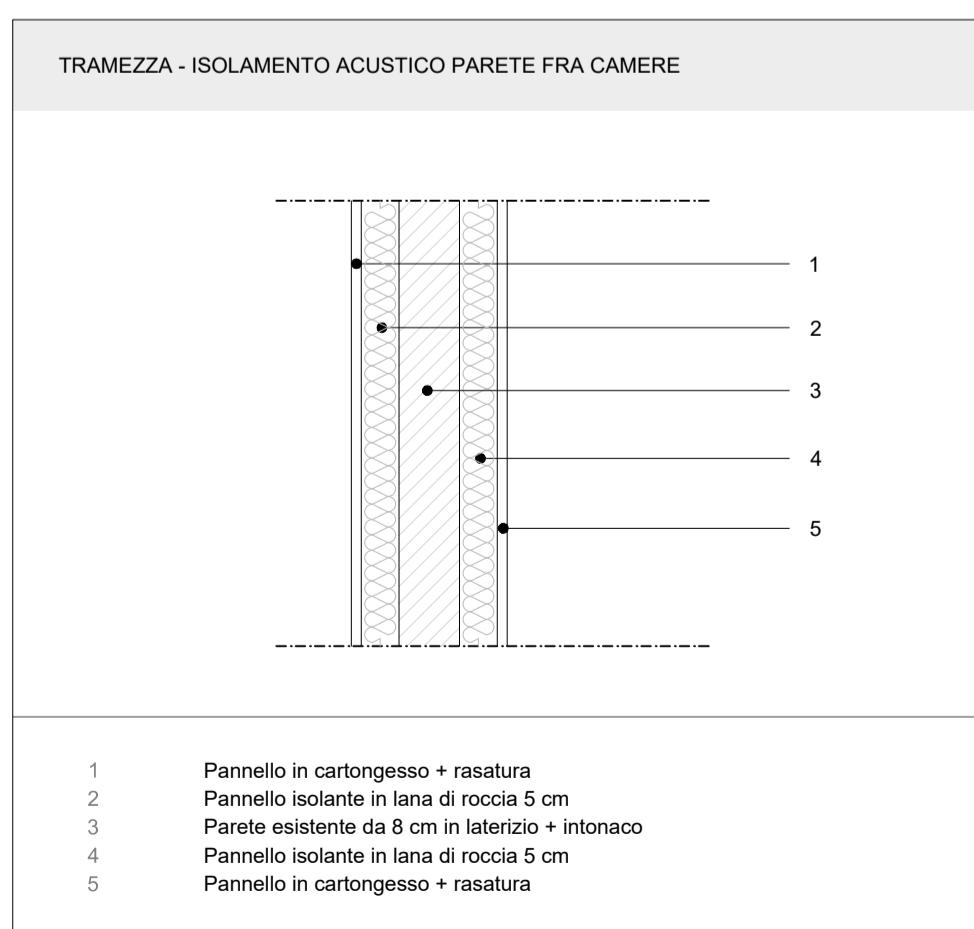 TRAMEZZA - ISOLAMENTO ACUSTICO PARETE FRA CAMERE
1
2
3
4
5
1 Pannello in cartongesso + rasatura
2 Pannello isolante in lana di roccia 5 cm
3 Parete esistente da 8 cm in laterizio + intonaco
4 Pannello isolante in lana di roccia 5 cm
5 Pannello in cartongesso + rasatura